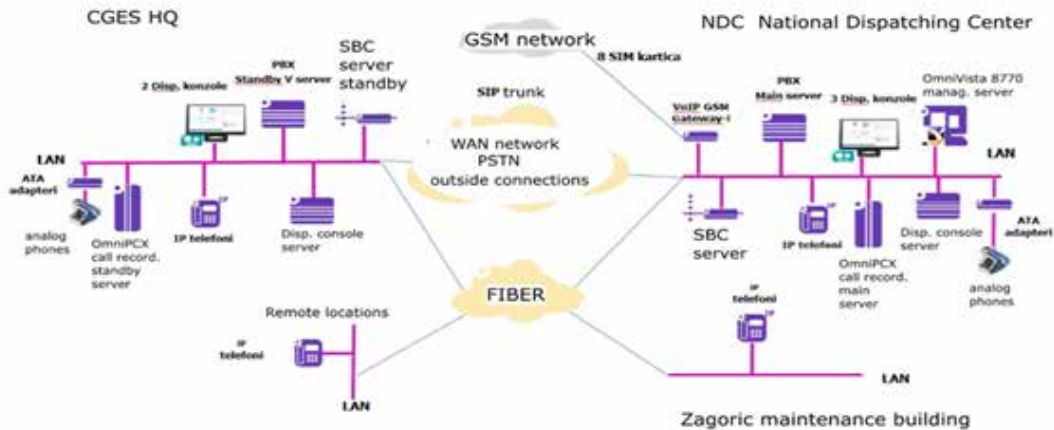 CGES HQ
GSM network
NDC National Dispatching Center
8 SIM kartica
SBC
server
standby
PBX
Standby V server
2 Disp, konzole
LAN
ATA
adapteri
analog
phones
OmniPCX
call record.
standby
server
IP
IP telefoni
Disp. console
server
SIP trunk
WAN network
PSTN
outside connections
VoIP GSM
Gateway-i
PBX
Main server
3 Disp, konzole
OmniVista 8770
manag. server
LAN
SBC
server
IP
IP telefoni
OmniPCX
call record.
main
server
Disp. console
server
ATA
adapteri
analog
phones
FIBER
Remote locations
IP
telefoni
IP
LAN
IP
telefoni
IP
LAN
Zagoric maintenance building